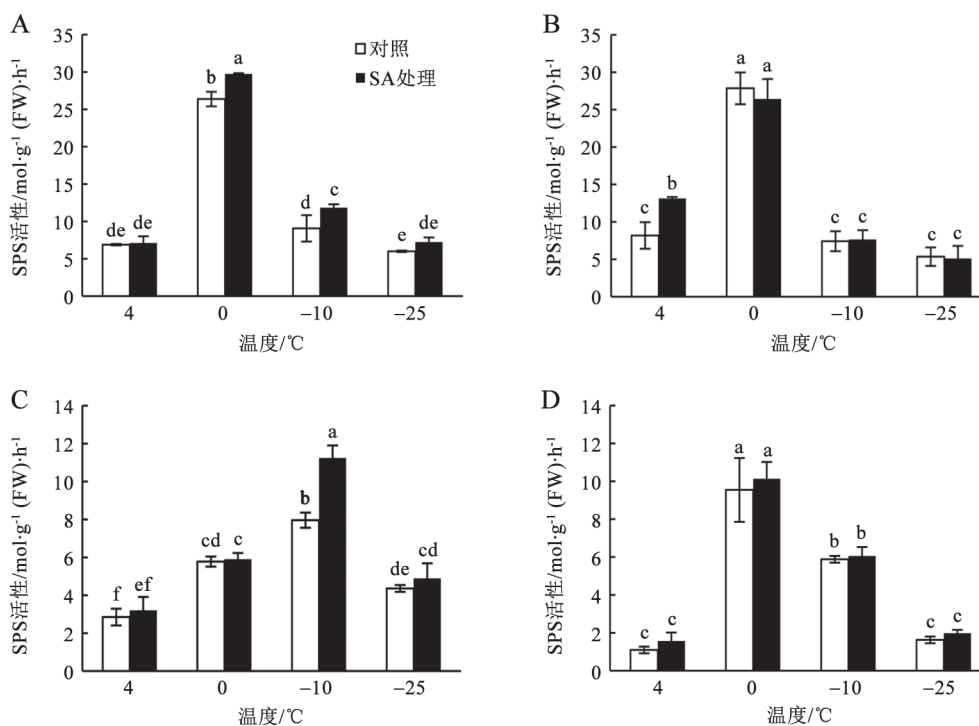 A
SPS活性/mol·g⁻¹ (FW)·h⁻¹
35
30
25
20
15
10
5
0
对照
SA处理
de de
b a
d c
e de
4 0 −10 −25
温度/℃
B
SPS活性/mol·g⁻¹ (FW)·h⁻¹
35
30
25
20
15
10
5
0
c b
a a
c c
c c
4 0 −10 −25
温度/℃
C
SPS活性/mol·g⁻¹ (FW)·h⁻¹
14
12
10
8
6
4
2
0
f ef
cd c
b a
de cd
4 0 −10 −25
温度/℃
D
SPS活性/mol·g⁻¹ (FW)·h⁻¹
14
12
10
8
6
4
2
0
c c
a a
b b
c c
4 0 −10 −25
温度/℃